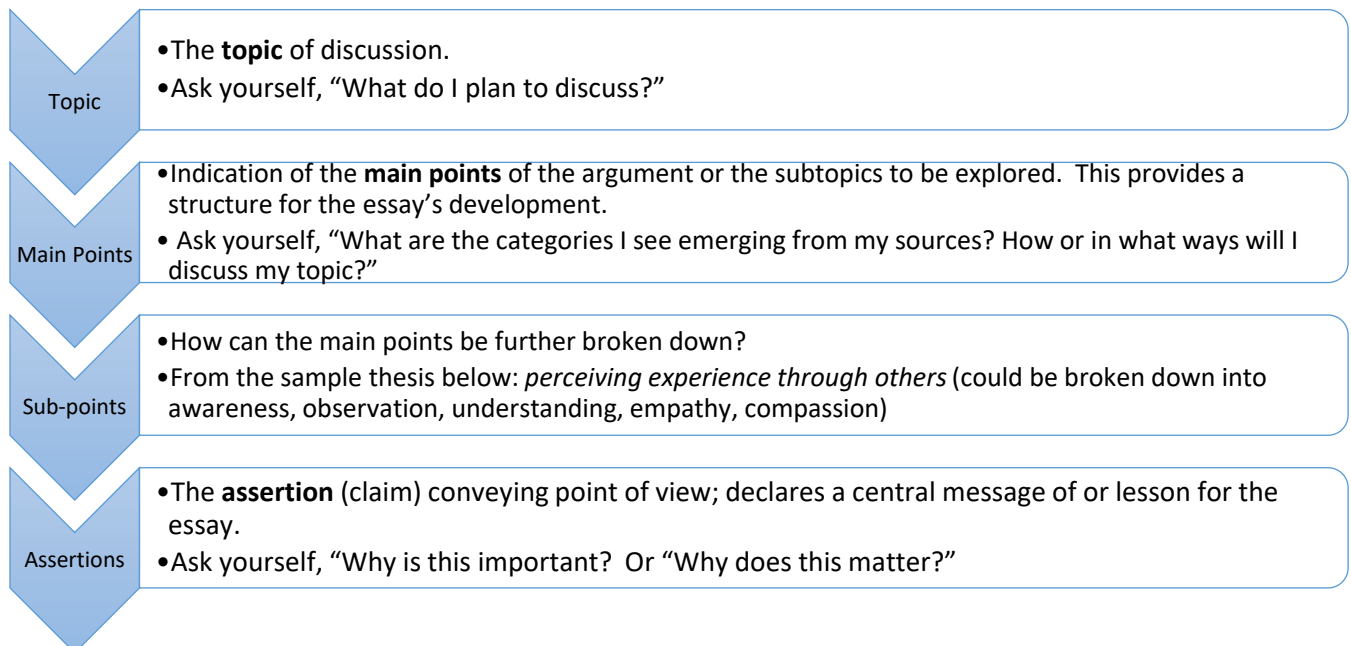 •The topic of discussion.
•Ask yourself, “What do I plan to discuss?”
Topic
•Indication of the main points of the argument or the subtopics to be explored.  This provides a
structure for the essay’s development.
• Ask yourself, “What are the categories I see emerging from my sources? How or in what ways will I
discuss my topic?”
Main Points
•How can the main points be further broken down?
•From the sample thesis below: perceiving experience through others (could be broken down into
awareness, observation, understanding, empathy, compassion)
Sub-points
•The assertion (claim) conveying point of view; declares a central message of or lesson for the
essay.
•Ask yourself, “Why is this important?  Or “Why does this matter?”
Assertions